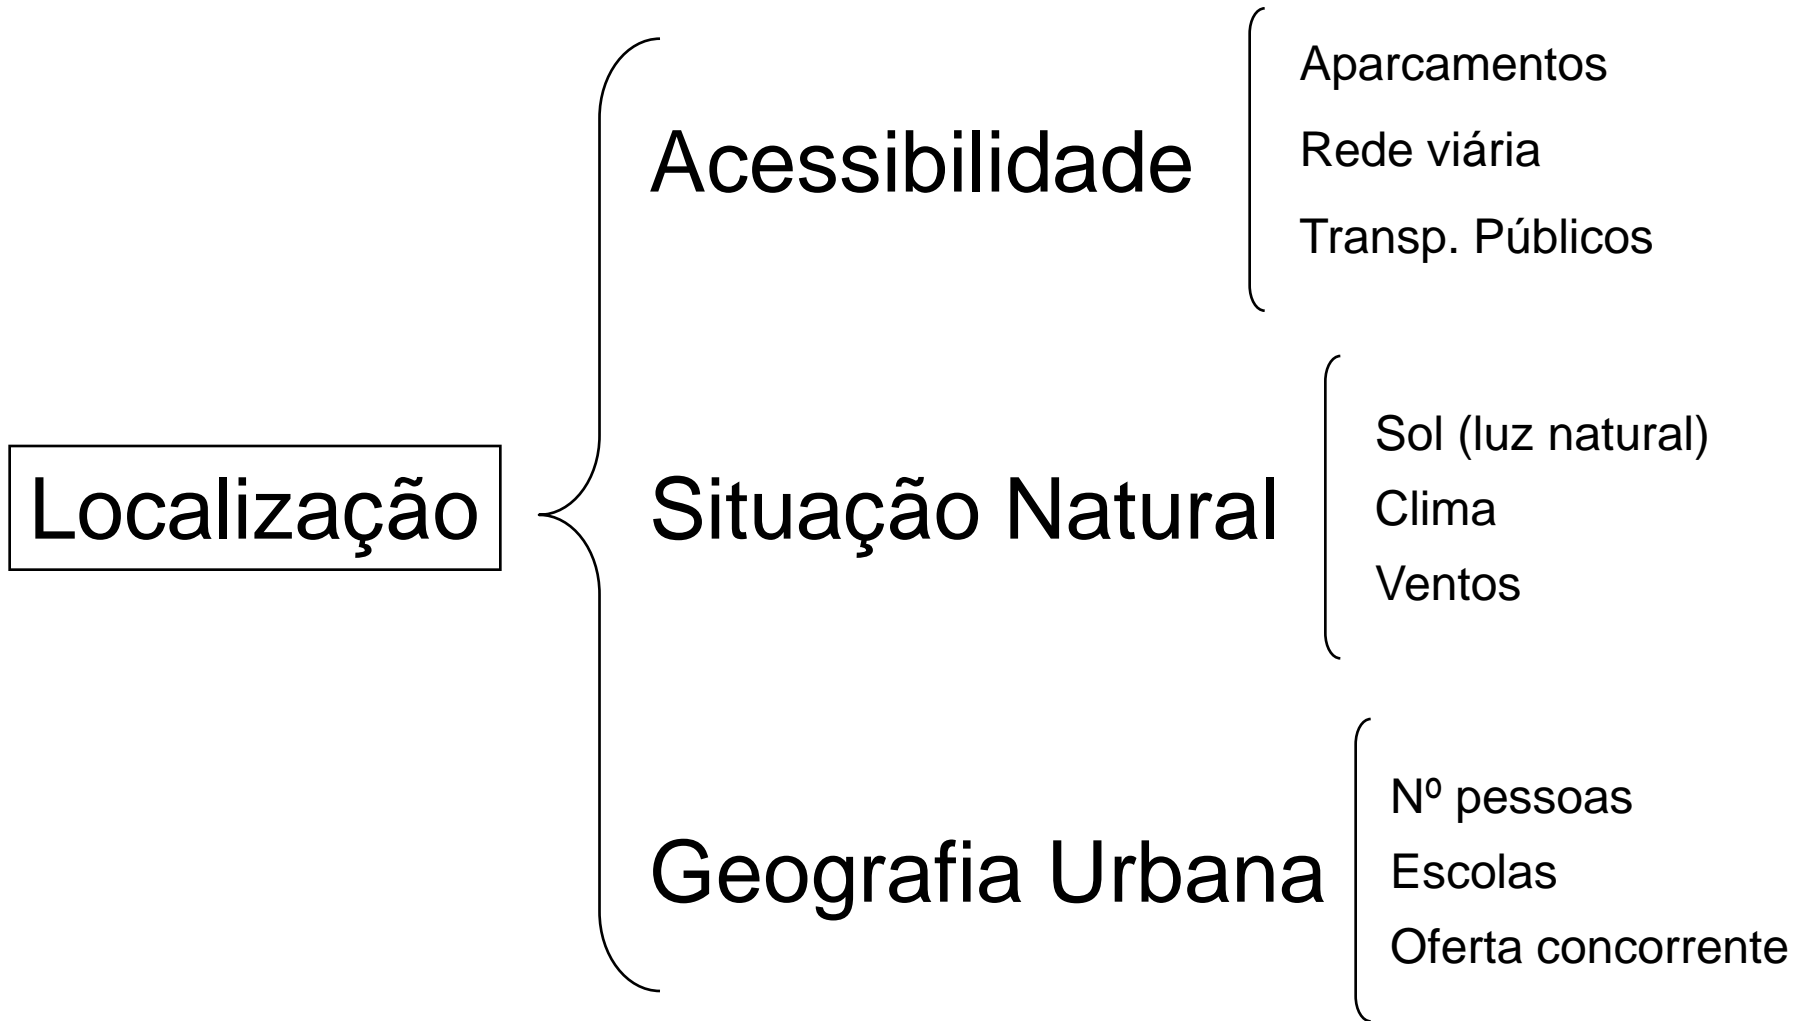 Localização
Acessibilidade
Aparcamentos
Rede viária
Transp. Públicos
Situação Natural
Sol (luz natural)
Clima
Ventos
Geografia Urbana
Nº pessoas
Escolas
Oferta concorrente